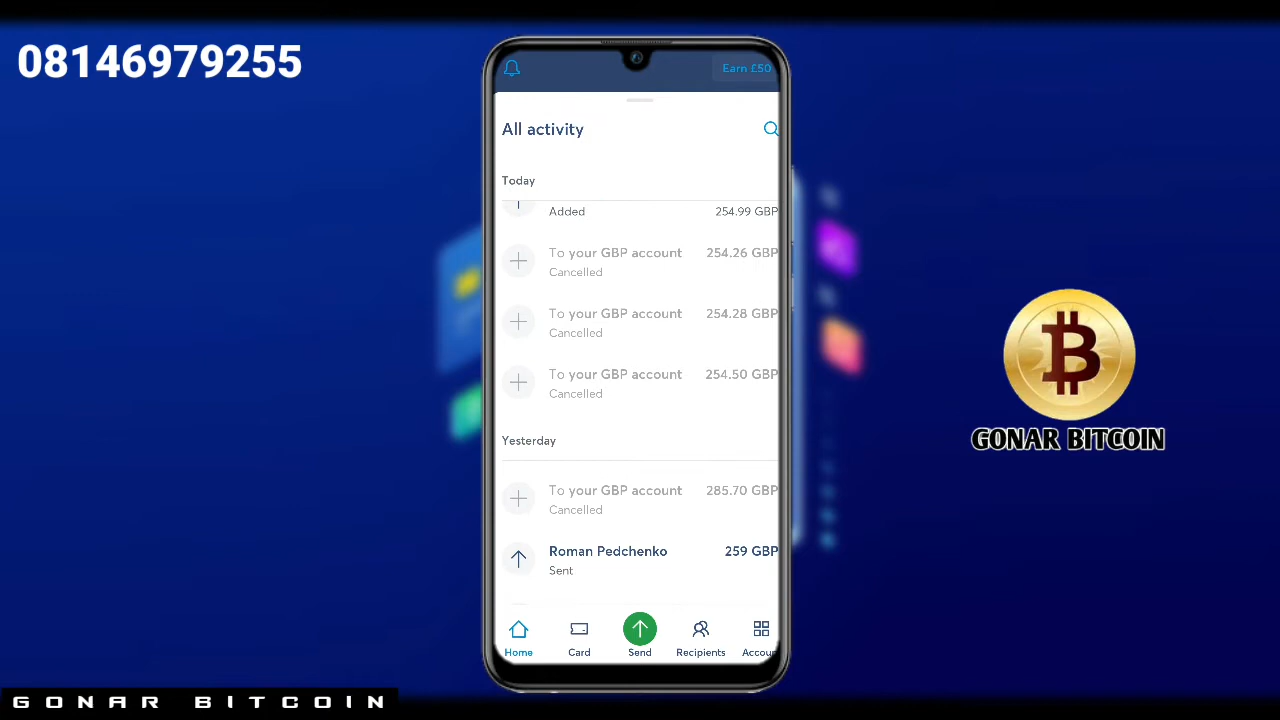 08146979255
Earn £50
All activity
Today
Added 254.99 GBP
To your GBP account 254.26 GBP
Cancelled
To your GBP account 254.28 GBP
Cancelled
To your GBP account 254.50 GBP
Cancelled
Yesterday
To your GBP account 285.70 GBP
Cancelled
Roman Pedchenko 259 GBP
Sent
Home Card Send Recipients Accou
GONAR BITCOIN
GONAR BITCOIN